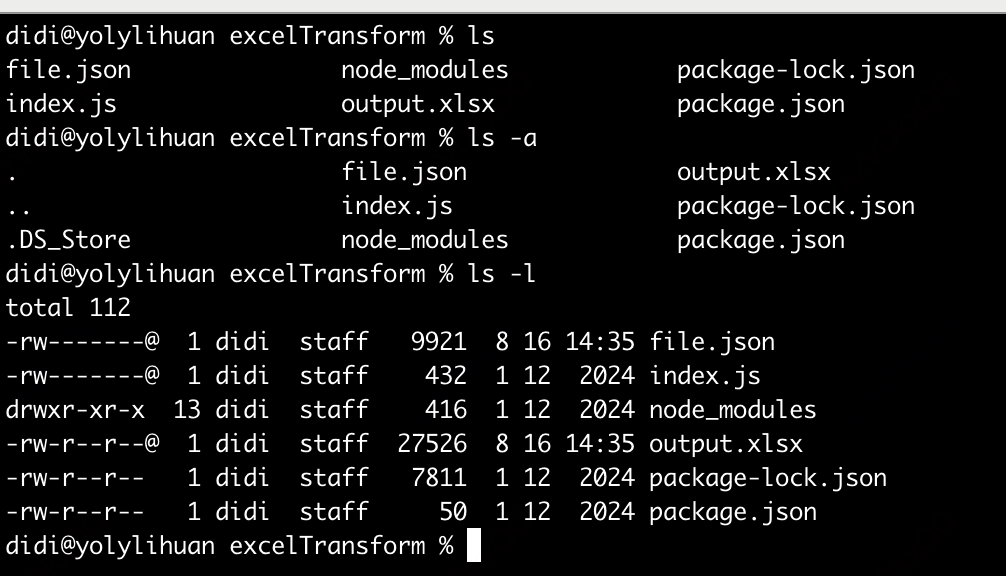 didi@yolylihuan excelTransform % ls
file.json node_modules package-lock.json
index.js output.xlsx package.json
didi@yolylihuan excelTransform % ls -a
. file.json output.xlsx
.. index.js package-lock.json
.DS_Store node_modules package.json
didi@yolylihuan excelTransform % ls -l
total 112
-rw-------@ 1 didi staff 9921 8 16 14:35 file.json
-rw-------@ 1 didi staff 432 1 12 2024 index.js
drwxr-xr-x 13 didi staff 416 1 12 2024 node_modules
-rw-r--r--@ 1 didi staff 27526 8 16 14:35 output.xlsx
-rw-r--r-- 1 didi staff 7811 1 12 2024 package-lock.json
-rw-r--r-- 1 didi staff 50 1 12 2024 package.json
didi@yolylihuan excelTransform %